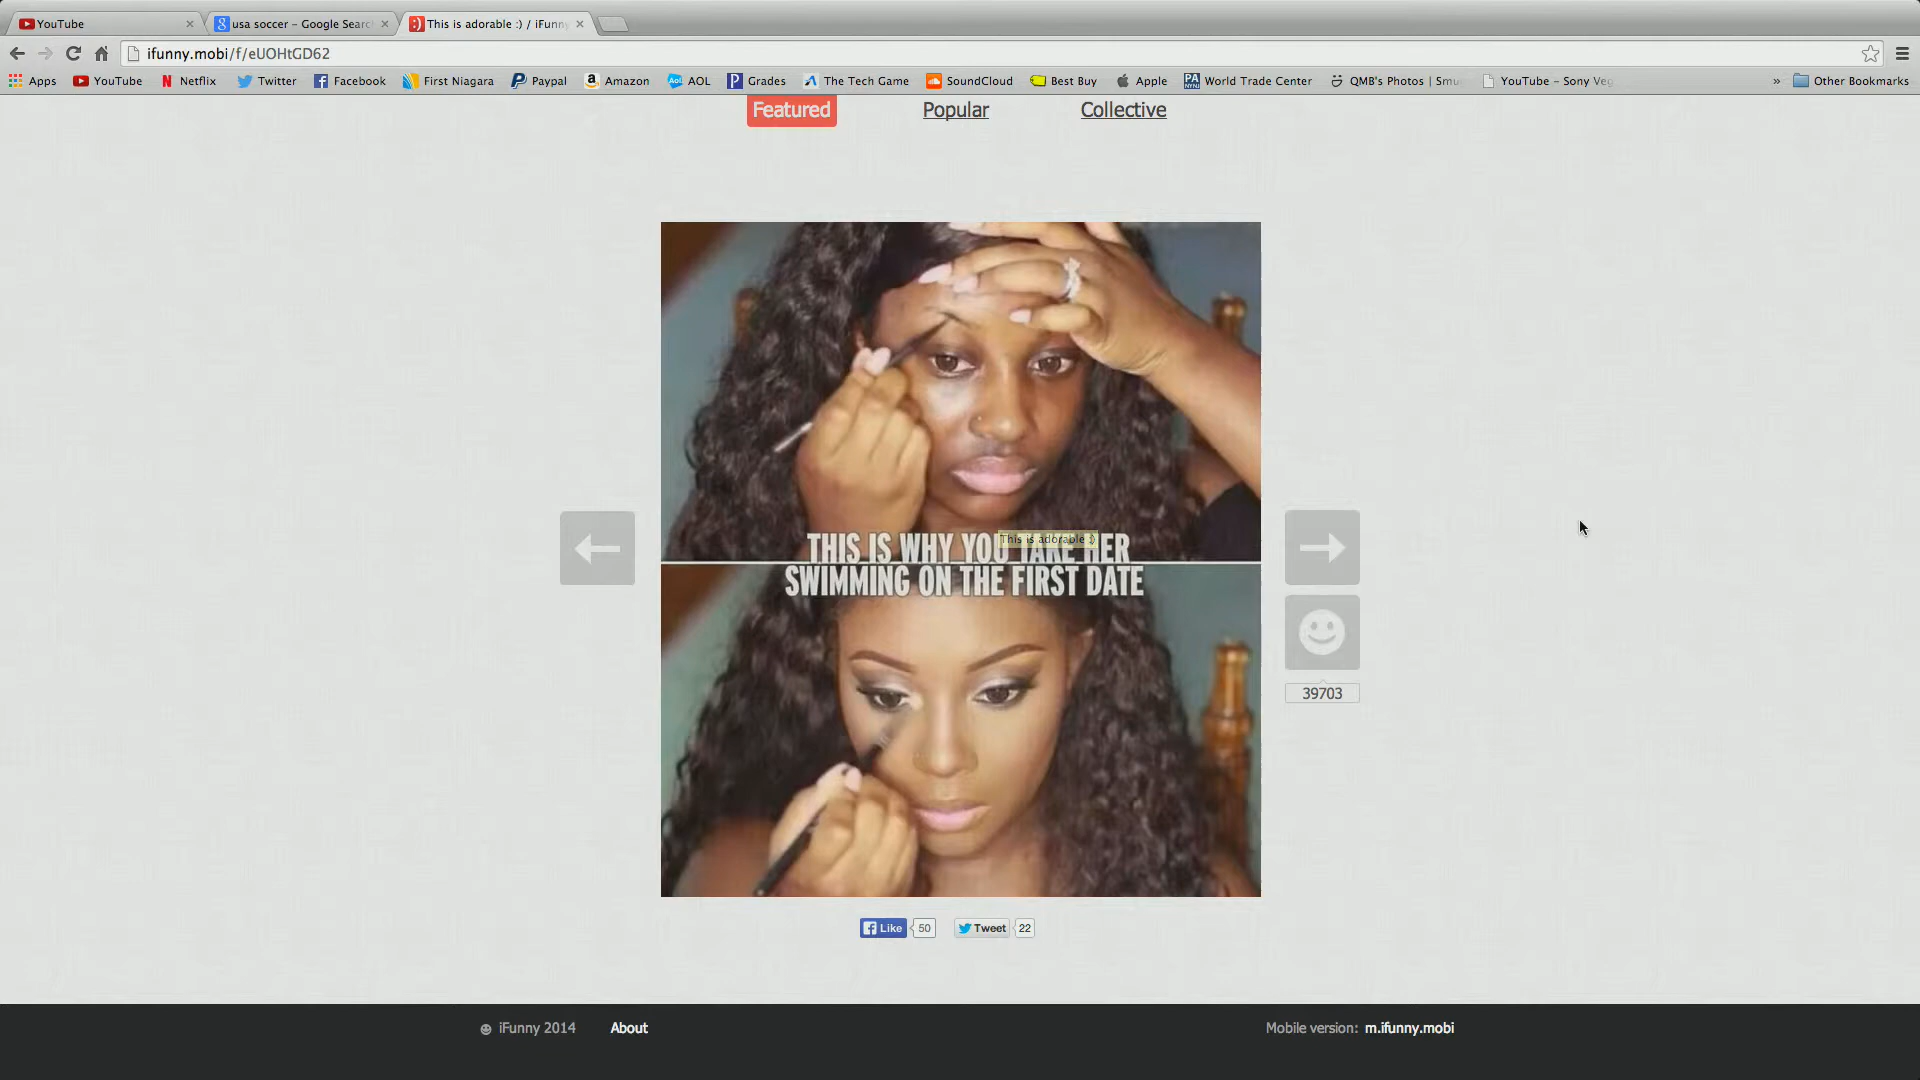 YouTube
usa soccer – Google Searc
This is adorable :) / iFunn
ifunny.mobi/f/eUOHtGD62
Apps YouTube Netflix Twitter Facebook First Niagara Paypal Amazon AOL Grades The Tech Game SoundCloud Best Buy Apple World Trade Center QMB's Photos | Smu YouTube – Sony Veg » Other Bookmarks
Featured Popular Collective
THIS IS WHY YOU TAKE HER
This is adorable :)
SWIMMING ON THE FIRST DATE
39703
Like 50 Tweet 22
iFunny 2014 About Mobile version: m.ifunny.mobi